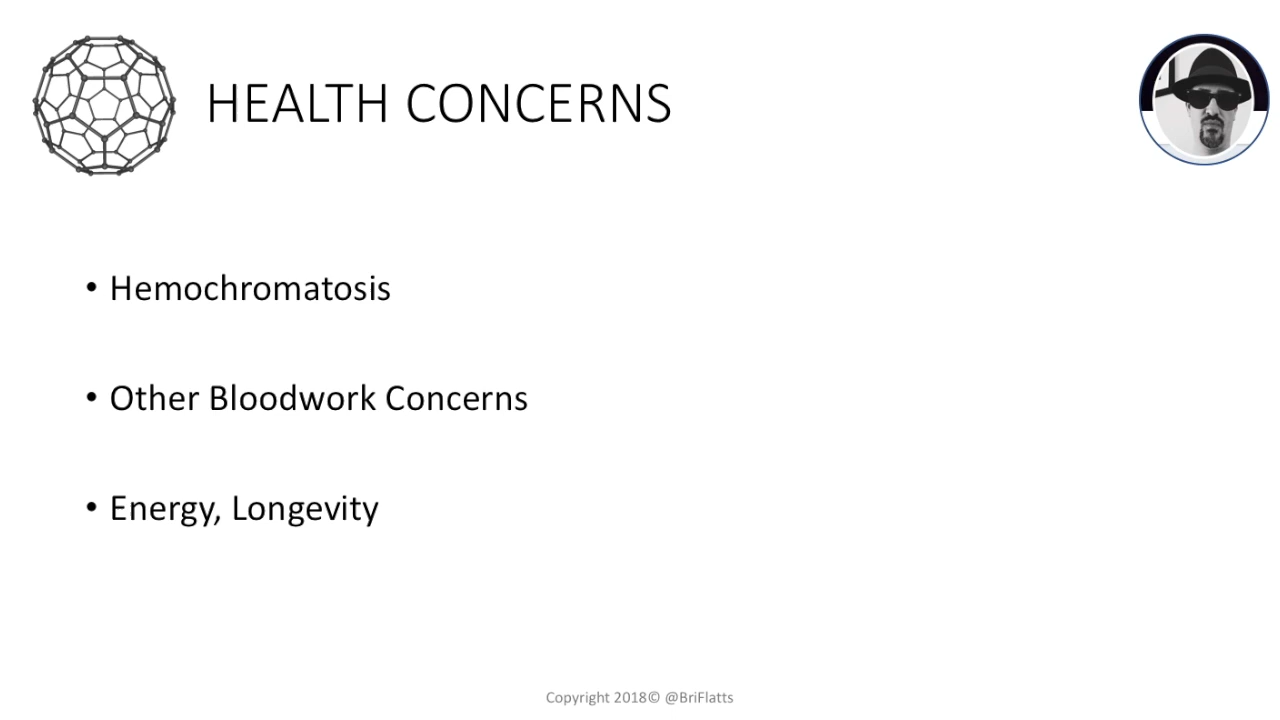 HEALTH CONCERNS
• Hemochromatosis
• Other Bloodwork Concerns
• Energy, Longevity
Copyright 2018© @BriFlatts